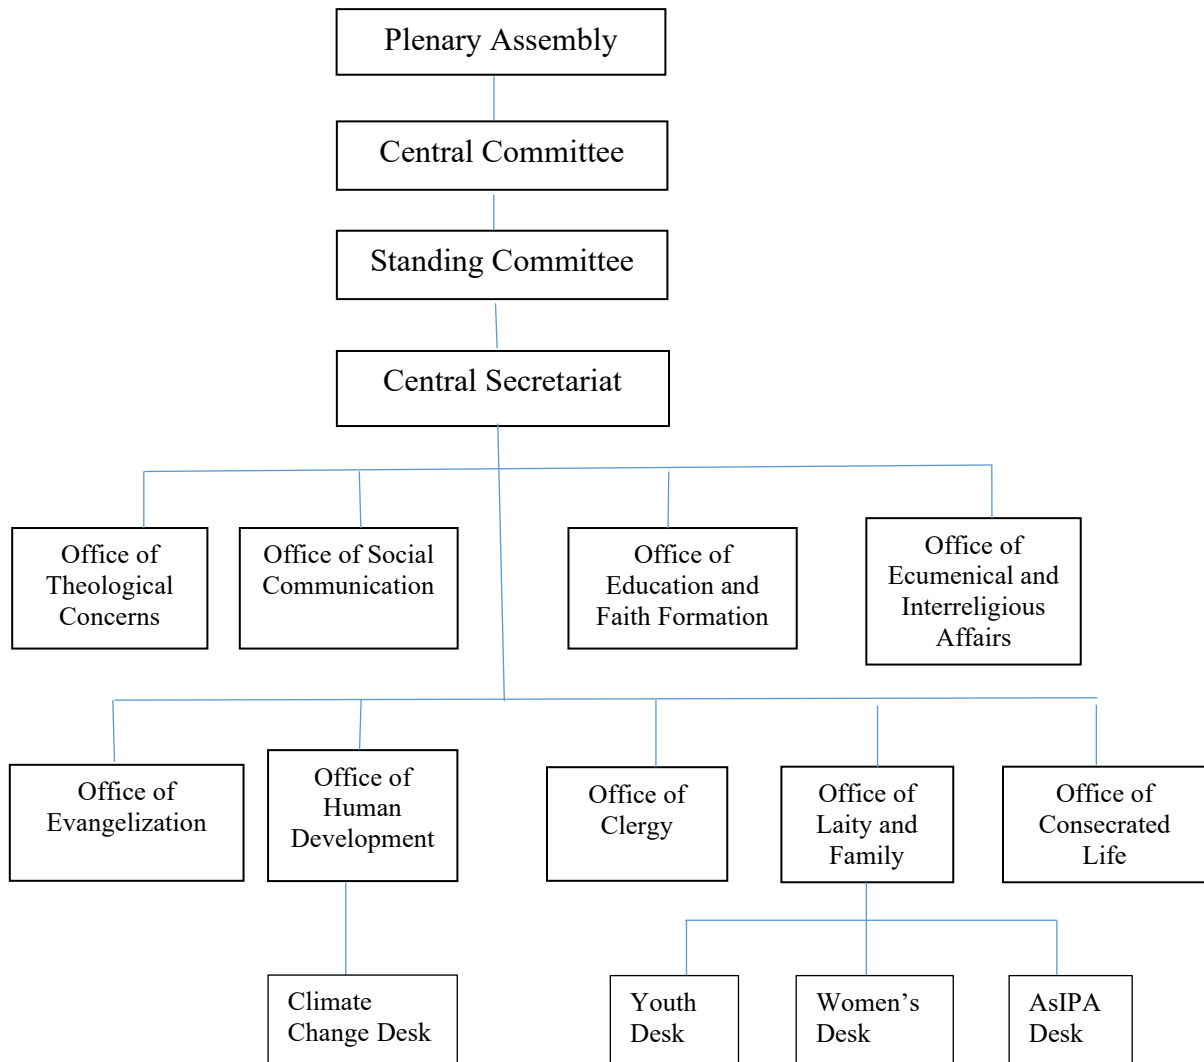 Plenary Assembly
Central Committee
Standing Committee
Central Secretariat
Office of
Theological
Concerns
Office of Social
Communication
Office of
Education and
Faith Formation
Office of
Ecumenical and
Interreligious
Affairs
Office of
Evangelization
Office of
Human
Development
Office of
Clergy
Office of
Laity and
Family
Office of
Consecrated
Life
Climate
Change Desk
Youth
Desk
Women’s
Desk
AsIPA
Desk